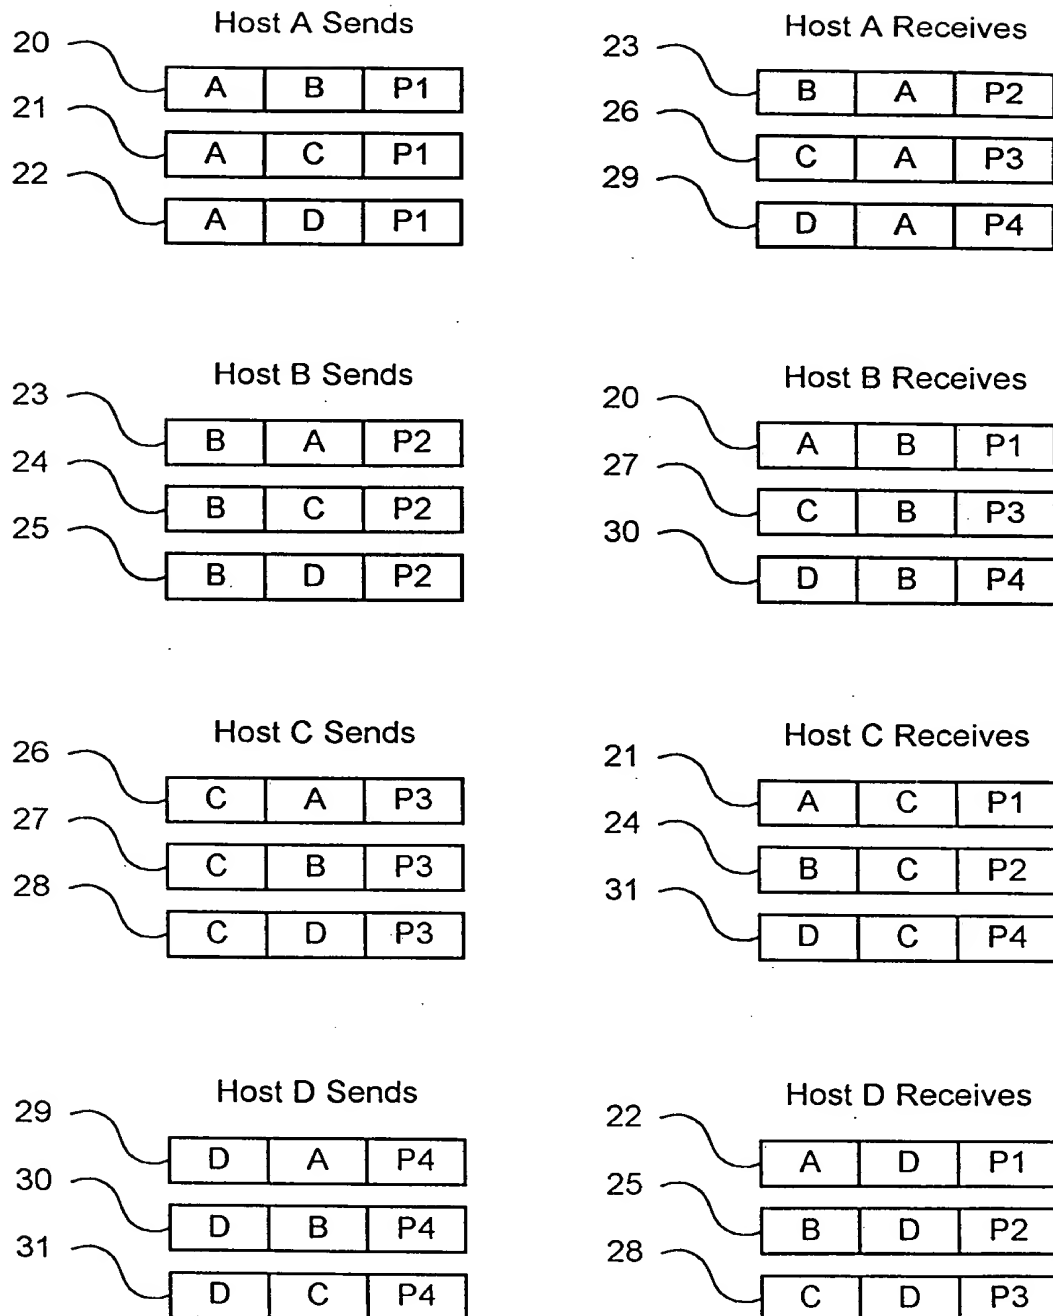 Host A Sends
20 A B P1
21 A C P1
22 A D P1
Host A Receives
23 B A P2
26 C A P3
29 D A P4
Host B Sends
23 B A P2
24 B C P2
25 B D P2
Host B Receives
20 A B P1
27 C B P3
30 D B P4
Host C Sends
26 C A P3
27 C B P3
28 C D P3
Host C Receives
21 A C P1
24 B C P2
31 D C P4
Host D Sends
29 D A P4
30 D B P4
31 D C P4
Host D Receives
22 A D P1
25 B D P2
28 C D P3